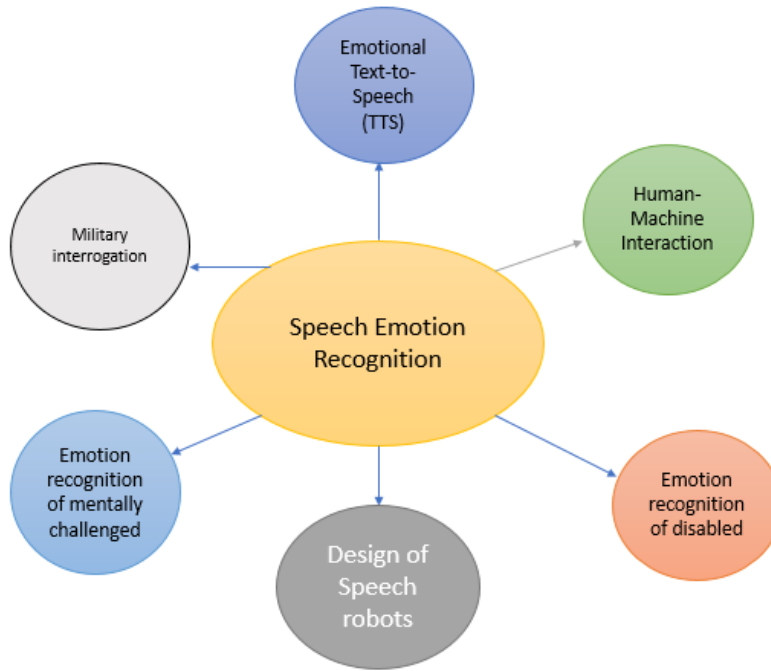 Emotional
Text-to-
Speech
(TTS)
Military
interrogation
Human-
Machine
Interaction
Speech Emotion
Recognition
Emotion
recognition
of mentally
challenged
Design of
Speech
robots
Emotion
recognition
of disabled